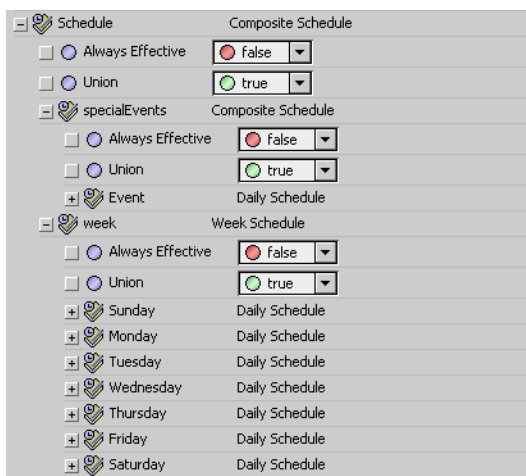 Schedule Composite Schedule
Always Effective false
Union true
specialEvents Composite Schedule
Always Effective false
Union true
Event Daily Schedule
week Week Schedule
Always Effective false
Union true
Sunday Daily Schedule
Monday Daily Schedule
Tuesday Daily Schedule
Wednesday Daily Schedule
Thursday Daily Schedule
Friday Daily Schedule
Saturday Daily Schedule